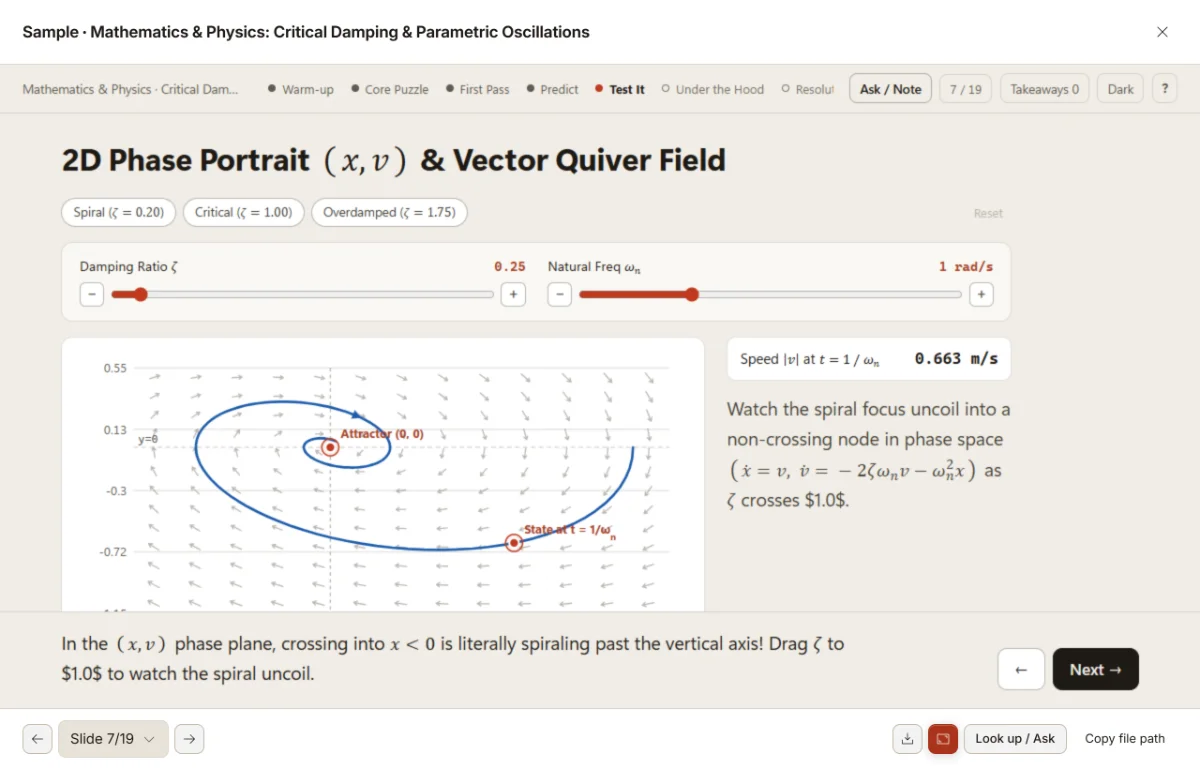 Sample · Mathematics & Physics: Critical Damping & Parametric Oscillations
Mathematics & Physics · Critical Dam...
Warm-up
Core Puzzle
First Pass
Predict
Test It
Under the Hood
Resolut
Ask / Note
7 / 19
Takeaways 0
Dark
?
2D Phase Portrait (x, v) & Vector Quiver Field
Spiral (ζ = 0.20)
Critical (ζ = 1.00)
Overdamped (ζ = 1.75)
Reset
Damping Ratio ζ
0.25
Natural Freq ωₙ
1 rad/s
0.55
0.13
y=0
-0.3
-0.72
Attractor (0, 0)
State at t = 1/ωₙ
Speed |v| at t = 1 / ωₙ
0.663 m/s
Watch the spiral focus uncoil into a
non-crossing node in phase space
(ẋ = v, v̇ = − 2ζωₙv − ωₙ²x) as
ζ crosses $1.0$.
In the (x, v) phase plane, crossing into x < 0 is literally spiraling past the vertical axis! Drag ζ to
$1.0$ to watch the spiral uncoil.
←
Next →
Slide 7/19
Look up / Ask
Copy file path